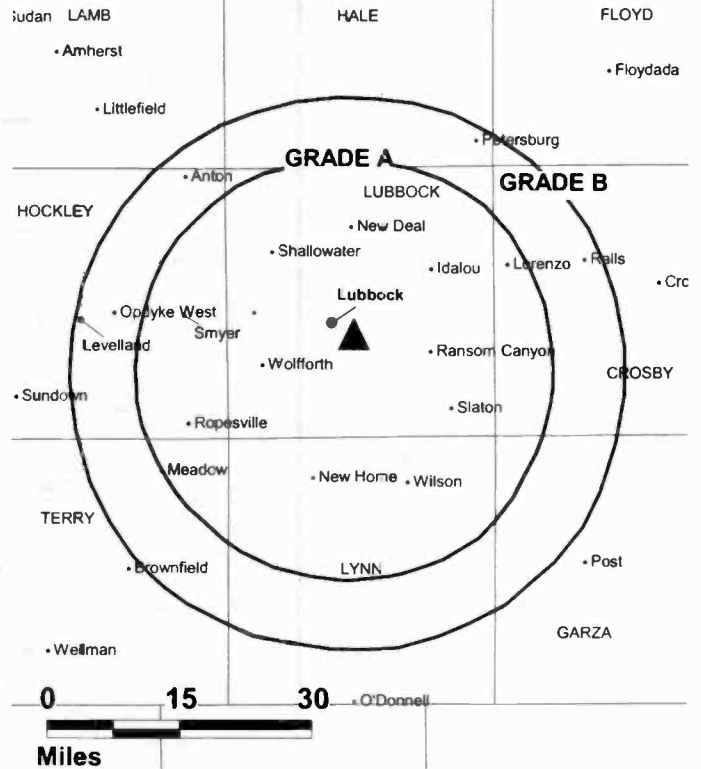 Sudan LAMB HALE FLOYD
Amherst
Floydada
Littlefield
Petersburg
GRADE A
Anton
GRADE B
LUBBOCK
HOCKLEY
New Deal
Shallowater
Ralls
Idalou
Lorenzo
Cro
Lubbock
Opdyke West
Smyer
Levelland
Ransom Canyon
Wolfforth
CROSBY
Sundown
Slaton
Ropesville
Meadow
New Home
Wilson
TERRY
Post
Brownfield
LYNN
GARZA
Wellman
0 15 30
O'Donnell
Miles